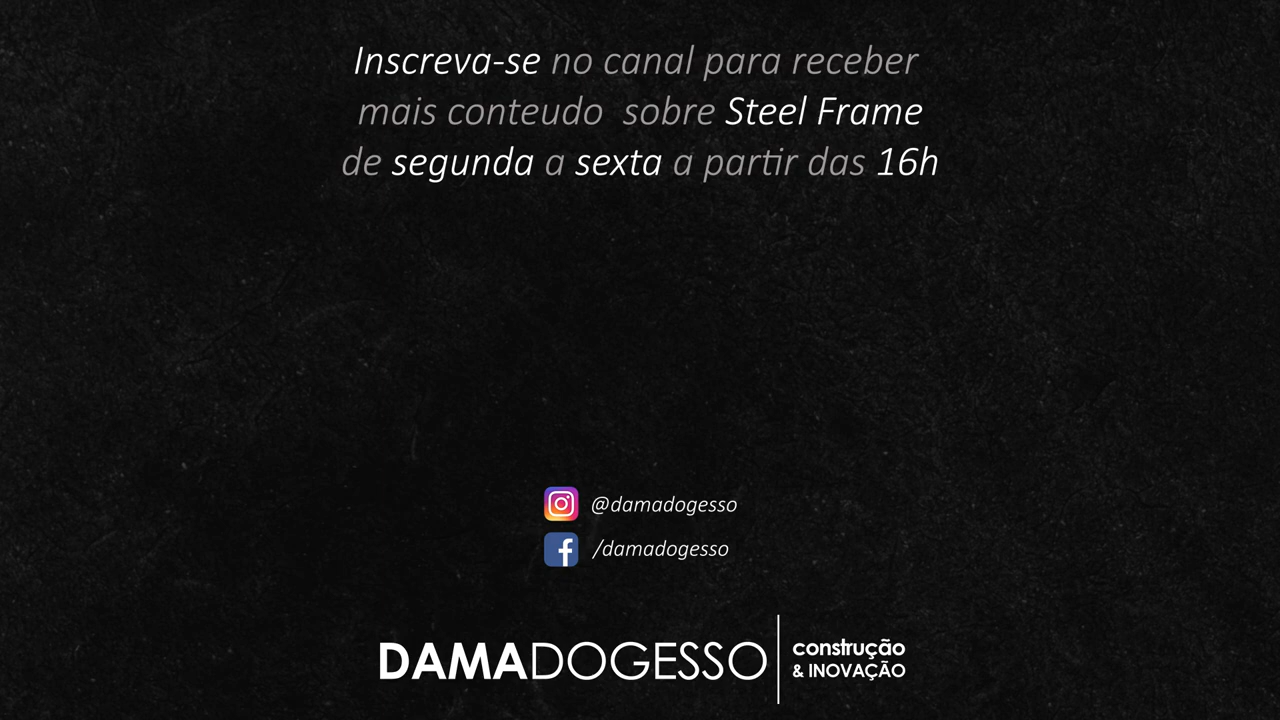 Inscreva-se no canal para receber
mais conteudo sobre Steel Frame
de segunda a sexta a partir das 16h
@damadogesso
/damadogesso
DAMADOGESSO
construção
& INOVAÇÃO